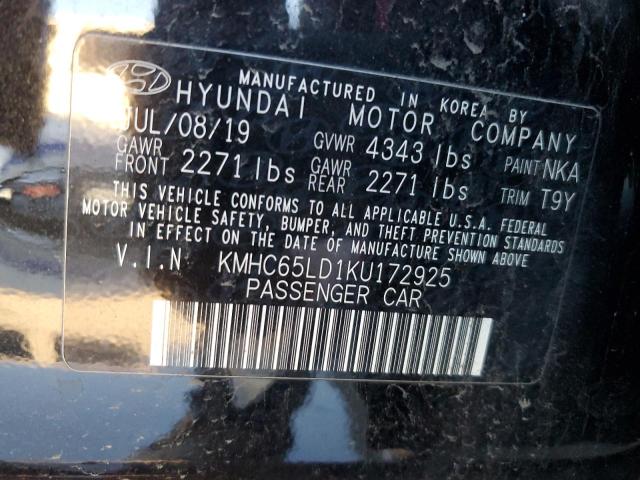 MANUFACTURED IN KOREA BY
HYUNDAI MOTOR COMPANY
JUL/08/19 GVWR 4343 lbs PAINT NKA
GAWR FRONT 2271 lbs GAWR REAR 2271 lbs TRIM T9Y
THIS VEHICLE CONFORMS TO ALL APPLICABLE U.S.A. FEDERAL
MOTOR VEHICLE SAFETY, BUMPER, AND THEFT PREVENTION STANDARDS
IN EFFECT ON THE DATE OF MANUFACTURE SHOWN ABOVE.
V.I.N KMHC65LD1KU172925
PASSENGER CAR